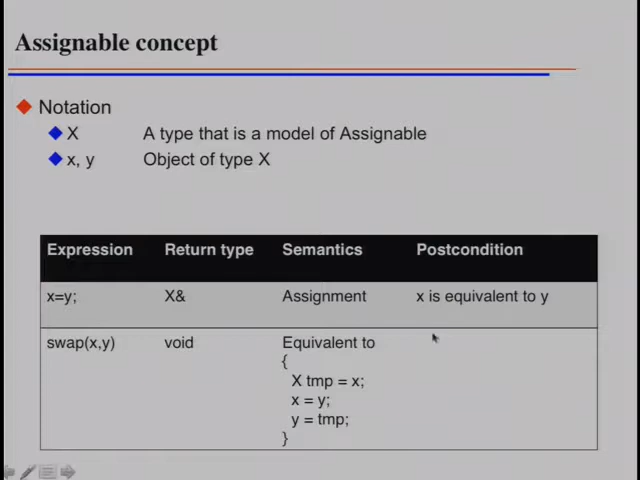 Assignable concept
Notation
X A type that is a model of Assignable
x, y Object of type X
Expression Return type Semantics Postcondition
x=y; X& Assignment x is equivalent to y
swap(x,y) void Equivalent to
{
X tmp = x;
x = y;
y = tmp;
}